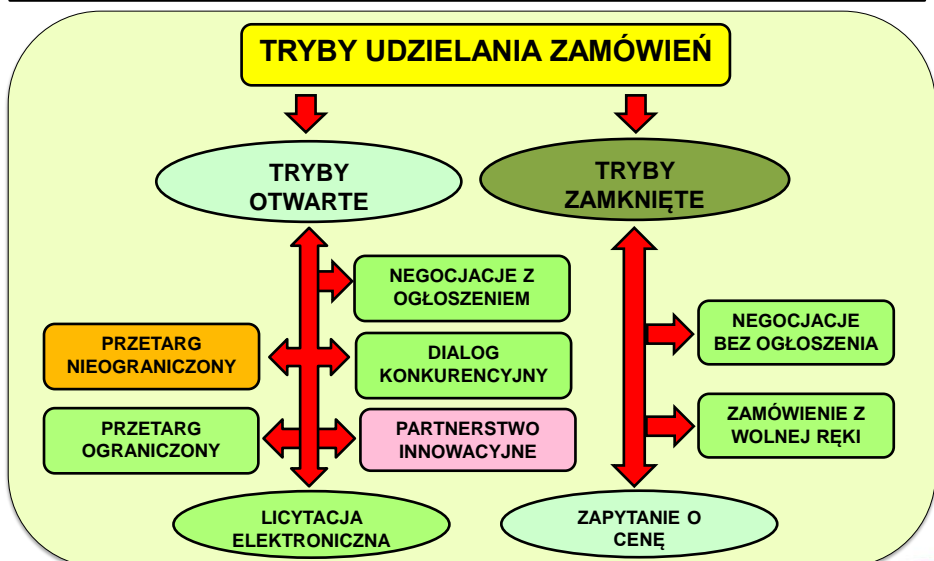 TRYBY UDZIELANIA ZAMÓWIEŃ
TRYBY
OTWARTE
TRYBY
ZAMKNIĘTE
NEGOCJACJE Z
OGŁOSZENIEM
PRZETARG
NIEOGRANICZONY
DIALOG
KONKURENCYJNY
PRZETARG
OGRANICZONY
PARTNERSTWO
INNOWACYJNE
LICYTACJA
ELEKTRONICZNA
NEGOCJACJE
BEZ OGŁOSZENIA
ZAMÓWIENIE Z
WOLNEJ RĘKI
ZAPYTANIE O
CENĘ